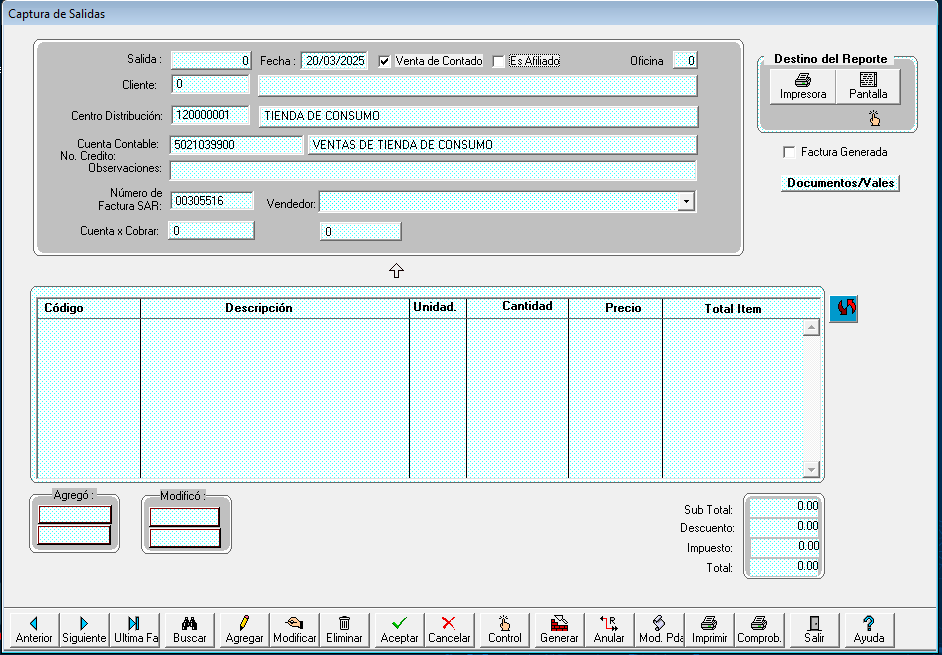 Captura de Salidas
Salida : 0 Fecha : 20/03/2025 Venta de Contado Es Afiliado Oficina 0
Cliente: 0
Centro Distribución: 120000001 TIENDA DE CONSUMO
Cuenta Contable: 5021039900 VENTAS DE TIENDA DE CONSUMO
No. Credito:
Observaciones:
Número de
Factura SAR: 00305516 Vendedor:
Cuenta x Cobrar: 0 0
Destino del Reporte
Impresora Pantalla
Factura Generada
Documentos/Vales
Código Descripción Unidad. Cantidad Precio Total Item
Agregó : Modificó :
Sub Total: 0.00
Descuento: 0.00
Impuesto: 0.00
Total: 0.00
Anterior Siguiente Ultima Fa Buscar Agregar Modificar Eliminar Aceptar Cancelar Control Generar Anular Mod. Pda Imprimir Comprob. Salir Ayuda